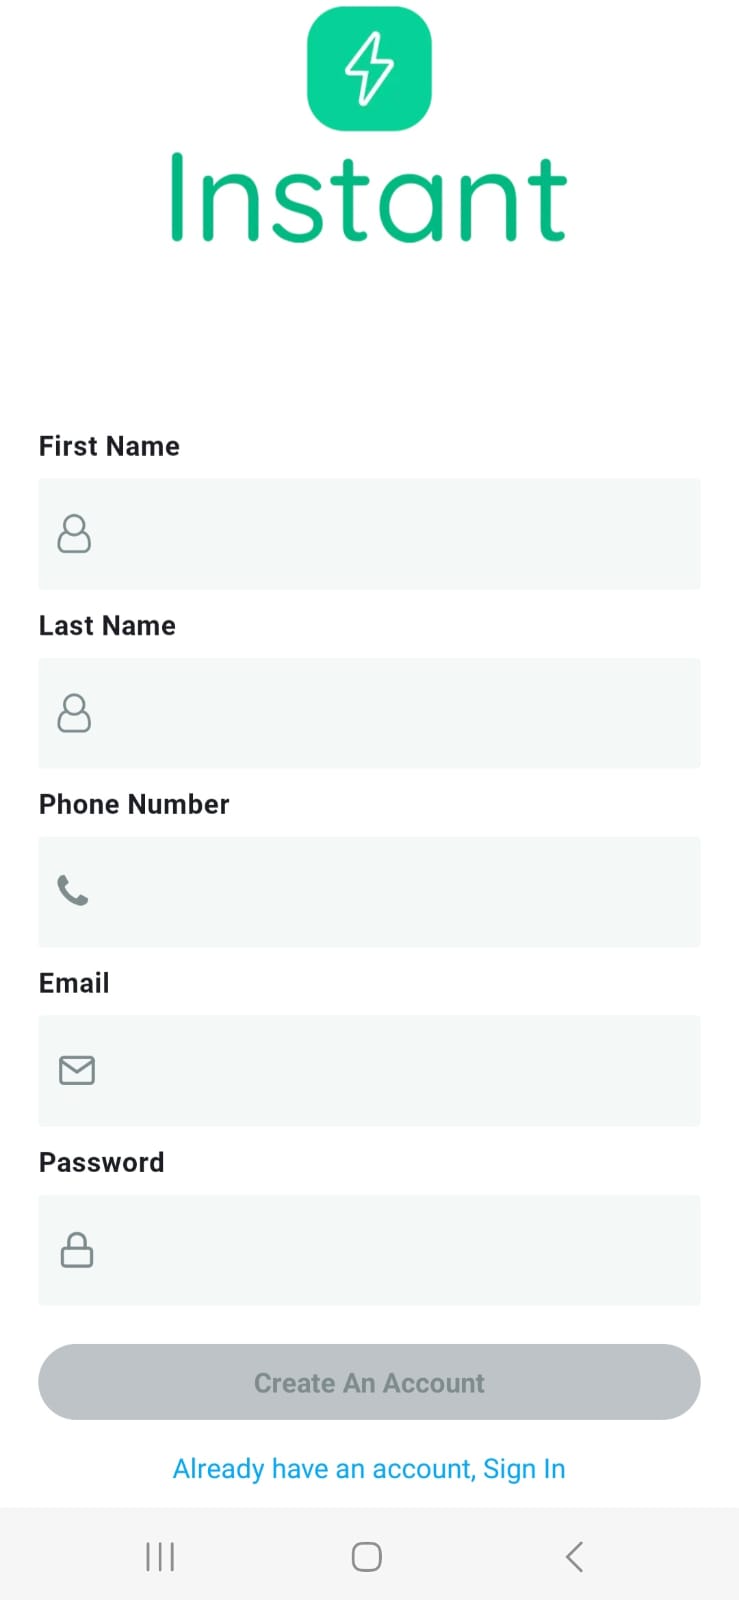 Instant
First Name
Last Name
Phone Number
Email
Password
Create An Account
Already have an account, Sign In